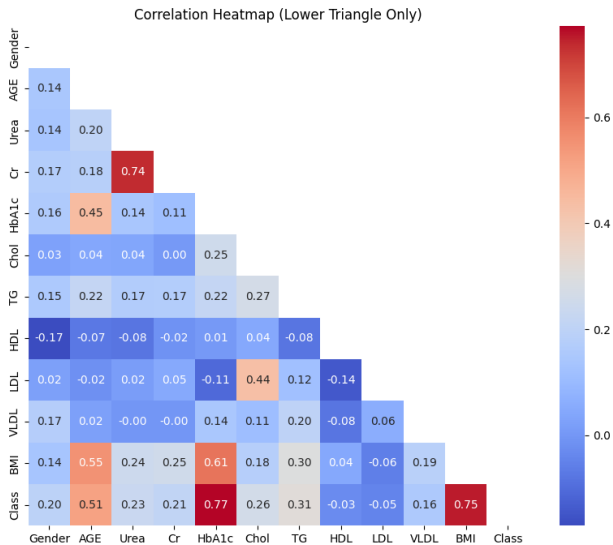 Correlation Heatmap (Lower Triangle Only)
Gender
AGE 0.14
Urea 0.14 0.20
Cr 0.17 0.18 0.74
HbA1c 0.16 0.45 0.14 0.11
Chol 0.03 0.04 0.04 0.00 0.25
TG 0.15 0.22 0.17 0.17 0.22 0.27
HDL -0.17 -0.07 -0.08 -0.02 0.01 0.04 -0.08
LDL 0.02 -0.02 0.02 0.05 -0.11 0.44 0.12 -0.14
VLDL 0.17 0.02 -0.00 -0.00 0.14 0.11 0.20 -0.08 0.06
BMI 0.14 0.55 0.24 0.25 0.61 0.18 0.30 0.04 -0.06 0.19
Class 0.20 0.51 0.23 0.21 0.77 0.26 0.31 -0.03 -0.05 0.16 0.75
Gender AGE Urea Cr HbA1c Chol TG HDL LDL VLDL BMI Class
0.6
0.4
0.2
0.0